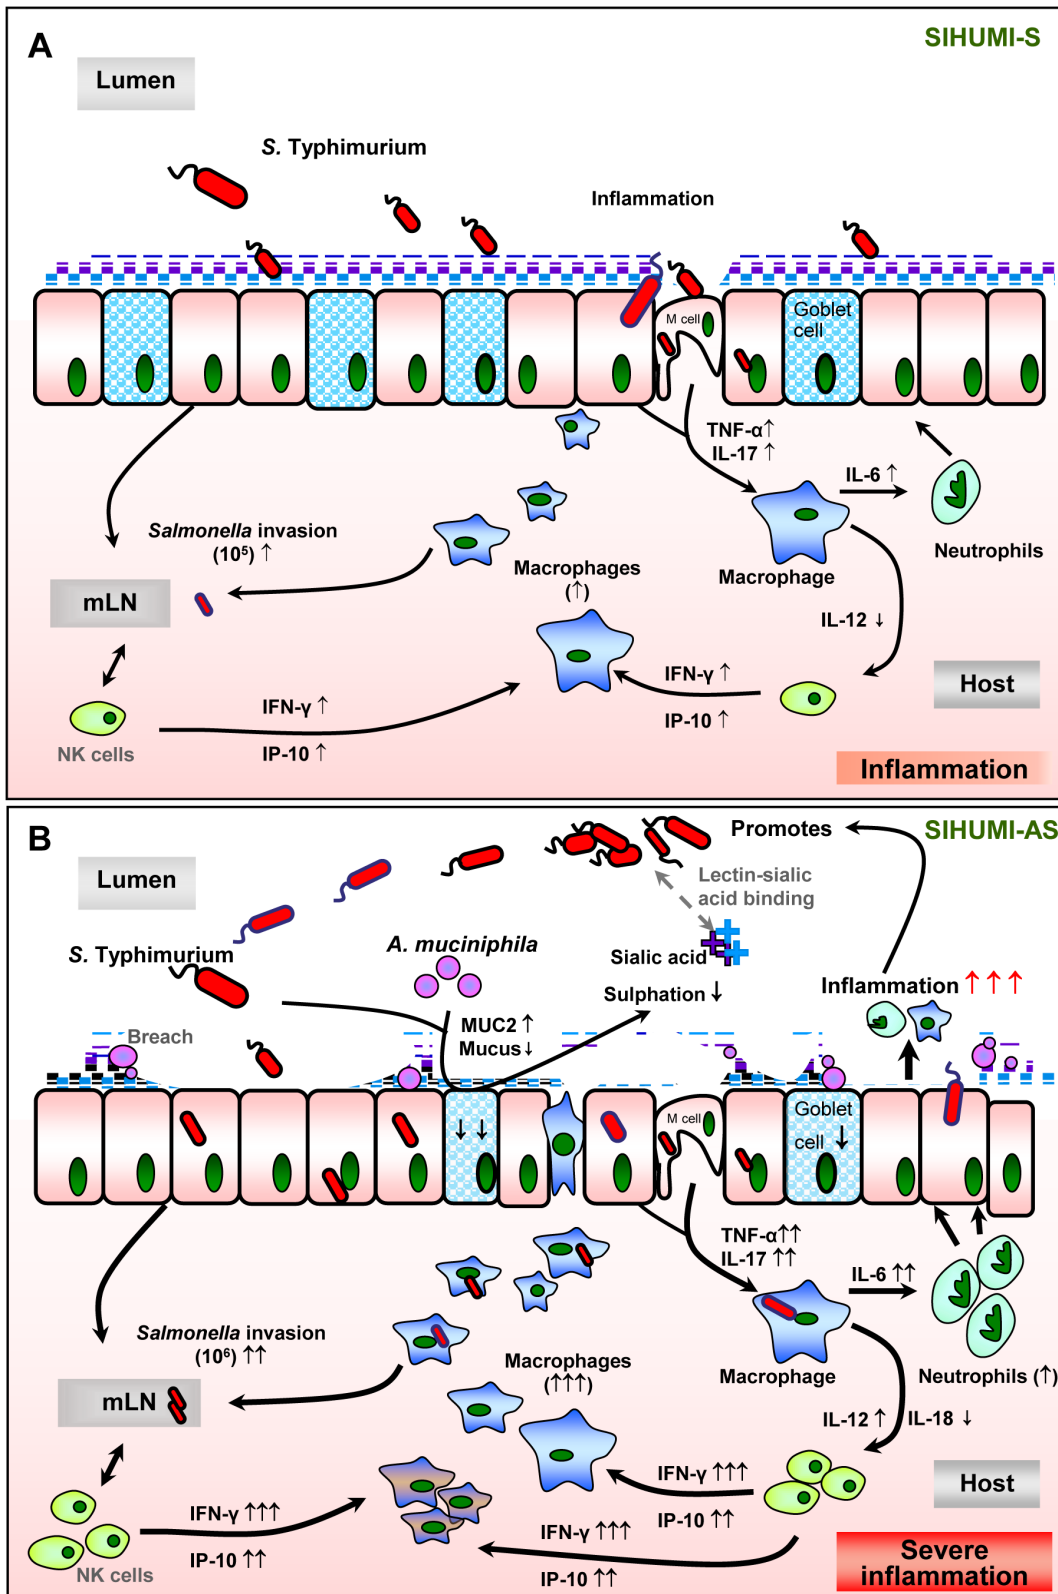 A
SIHUMI-S
Lumen
S. Typhimurium
Inflammation
M cell
Goblet
cell
TNF-α↑
IL-17 ↑
IL-6 ↑
Neutrophils
Salmonella invasion
(10⁵) ↑
Macrophages
(↑)
Macrophage
mLN
IL-12 ↓
IFN-γ ↑
IP-10 ↑
Host
NK cells
IFN-γ ↑
IP-10 ↑
Inflammation
B
SIHUMI-AS
Promotes
Lumen
Lectin-sialic
acid binding
S. Typhimurium
A. muciniphila
Sialic acid
Sulphation ↓
Inflammation ↑↑↑
MUC2 ↑
Mucus↓
Breach
M cell
Goblet
cell ↓
↓ ↓
TNF-α↑↑
IL-17 ↑↑
IL-6 ↑↑
Salmonella invasion
(10⁶) ↑↑
Macrophages
(↑↑↑)
Macrophage
Neutrophils (↑)
mLN
IL-12 ↑
IL-18 ↓
IFN-γ ↑↑↑
IP-10 ↑↑
Host
IFN-γ ↑↑↑
IP-10 ↑↑
NK cells
IFN-γ ↑↑↑
IP-10 ↑↑
Severe
inflammation